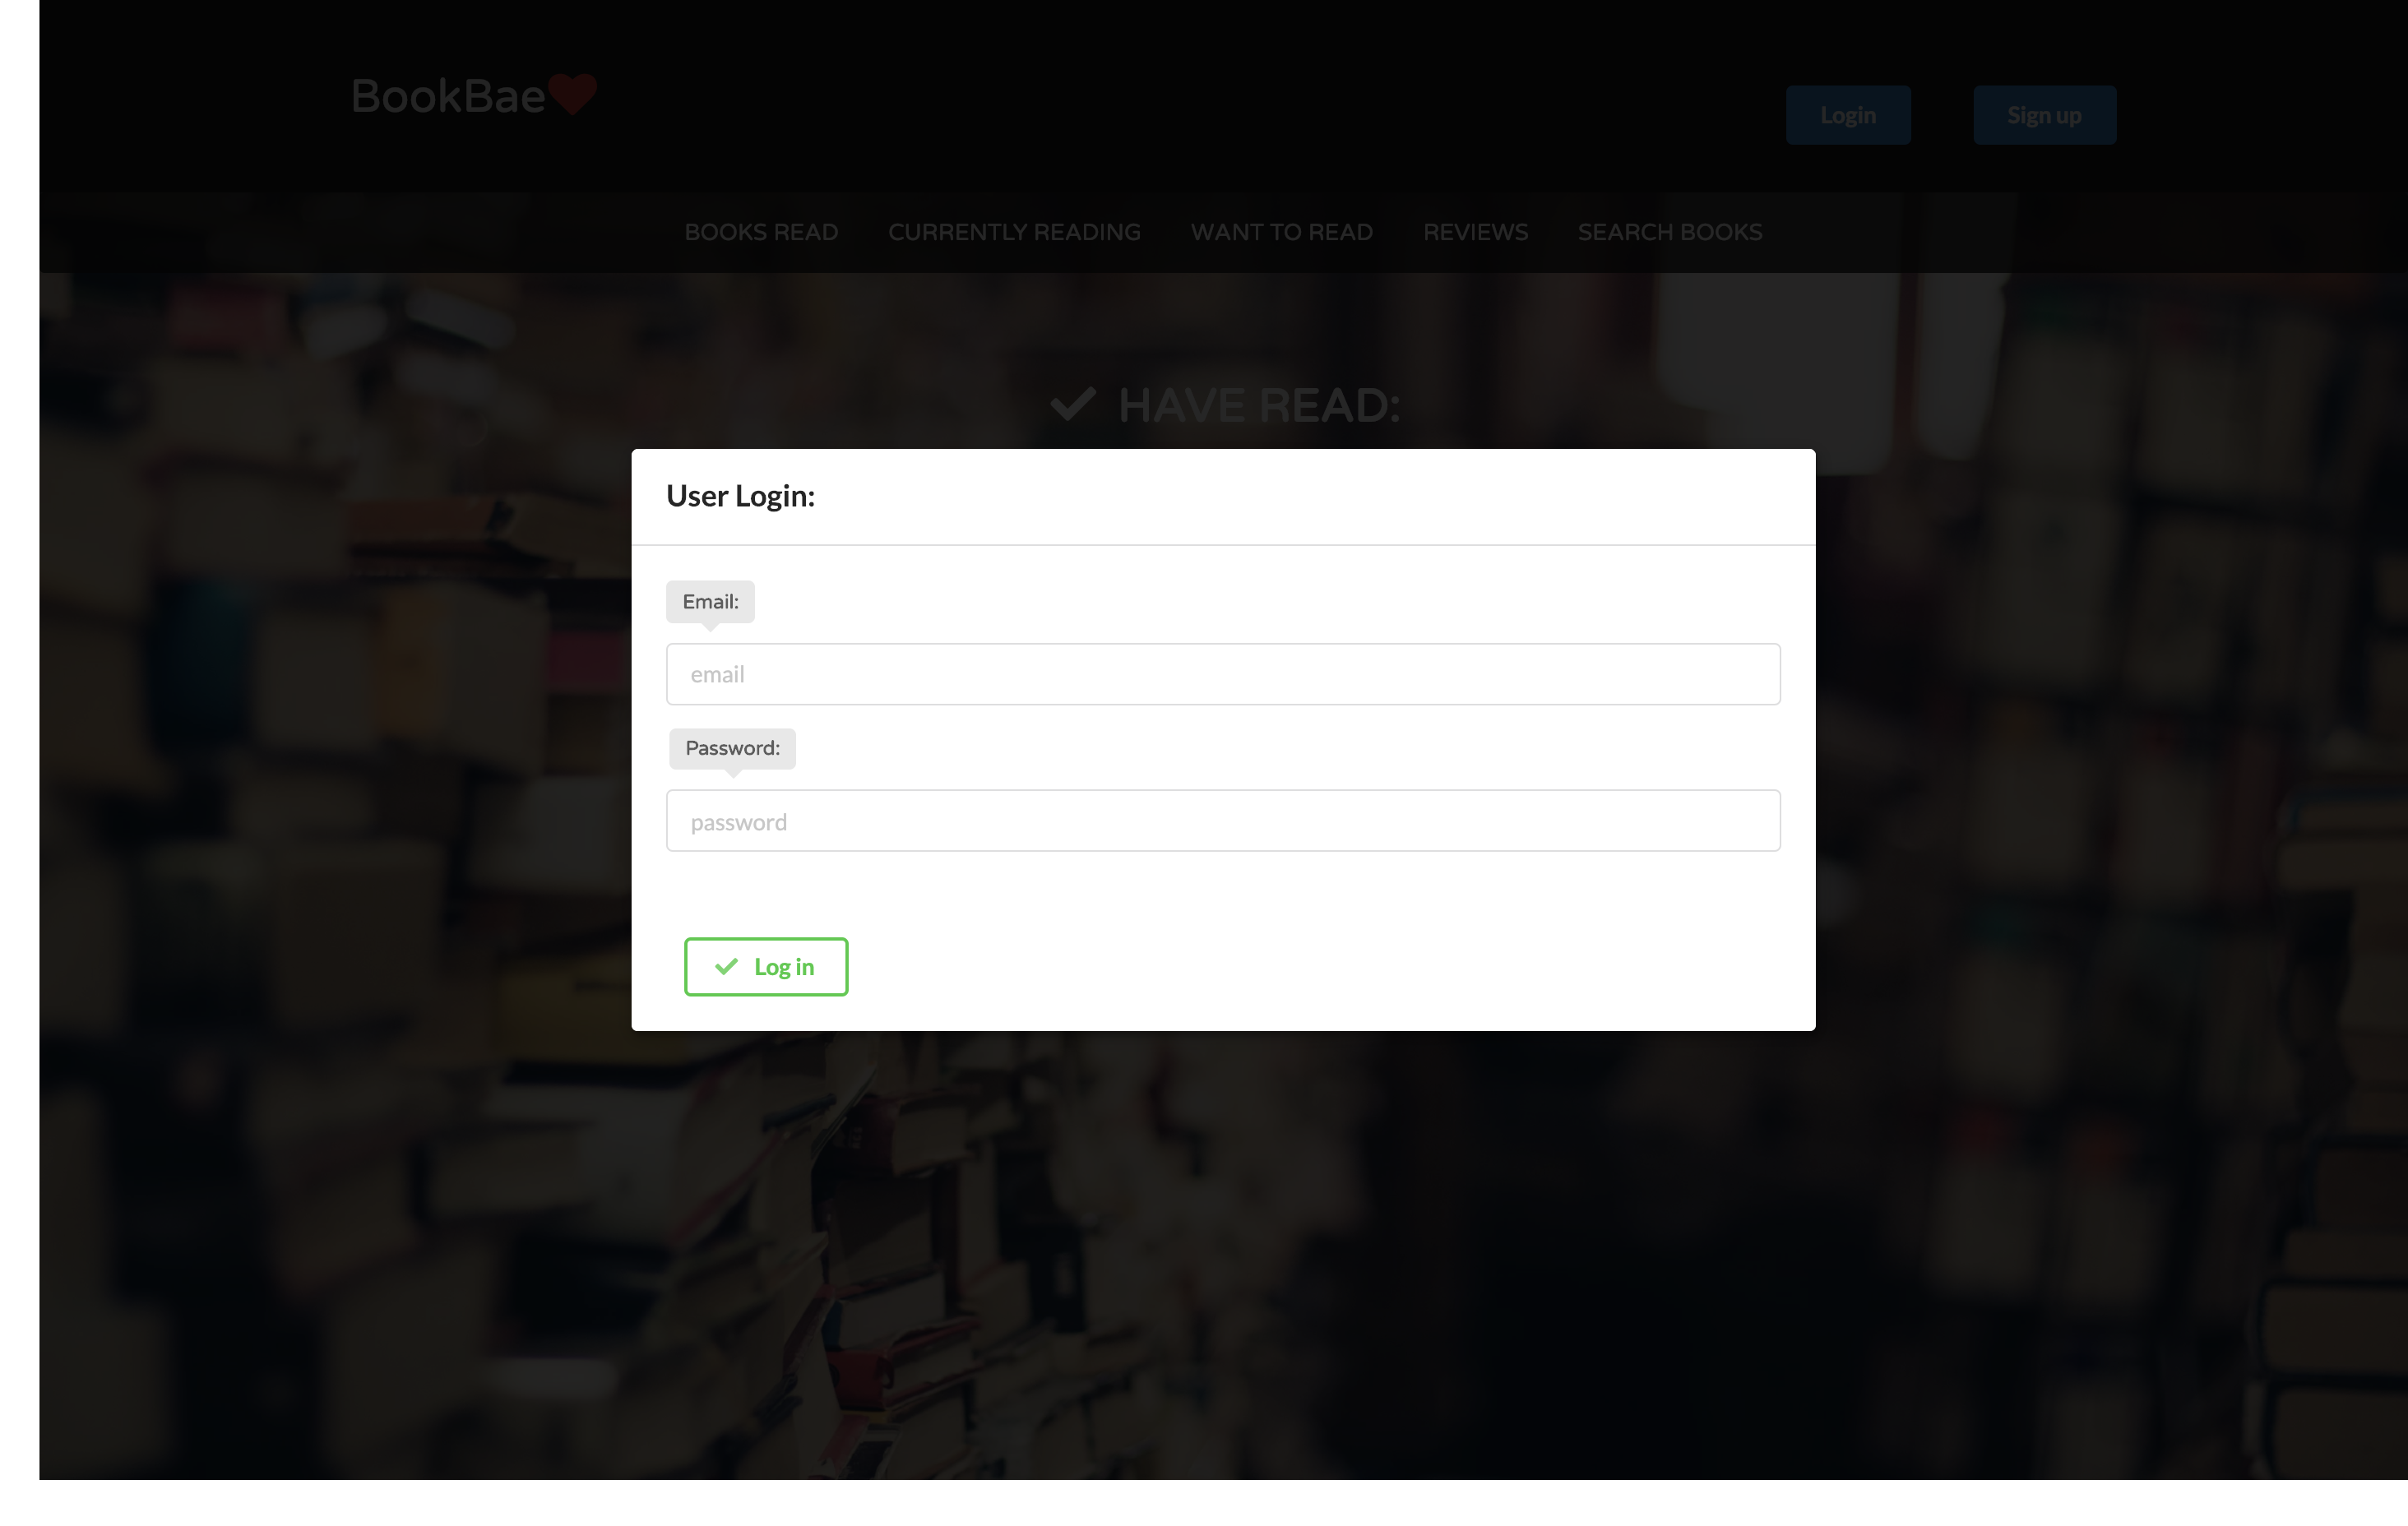 BookBae
Login
Sign up
BOOKS READ CURRENTLY READING WANT TO READ REVIEWS SEARCH BOOKS
HAVE READ:
User Login:
Email:
email
Password:
password
Log in